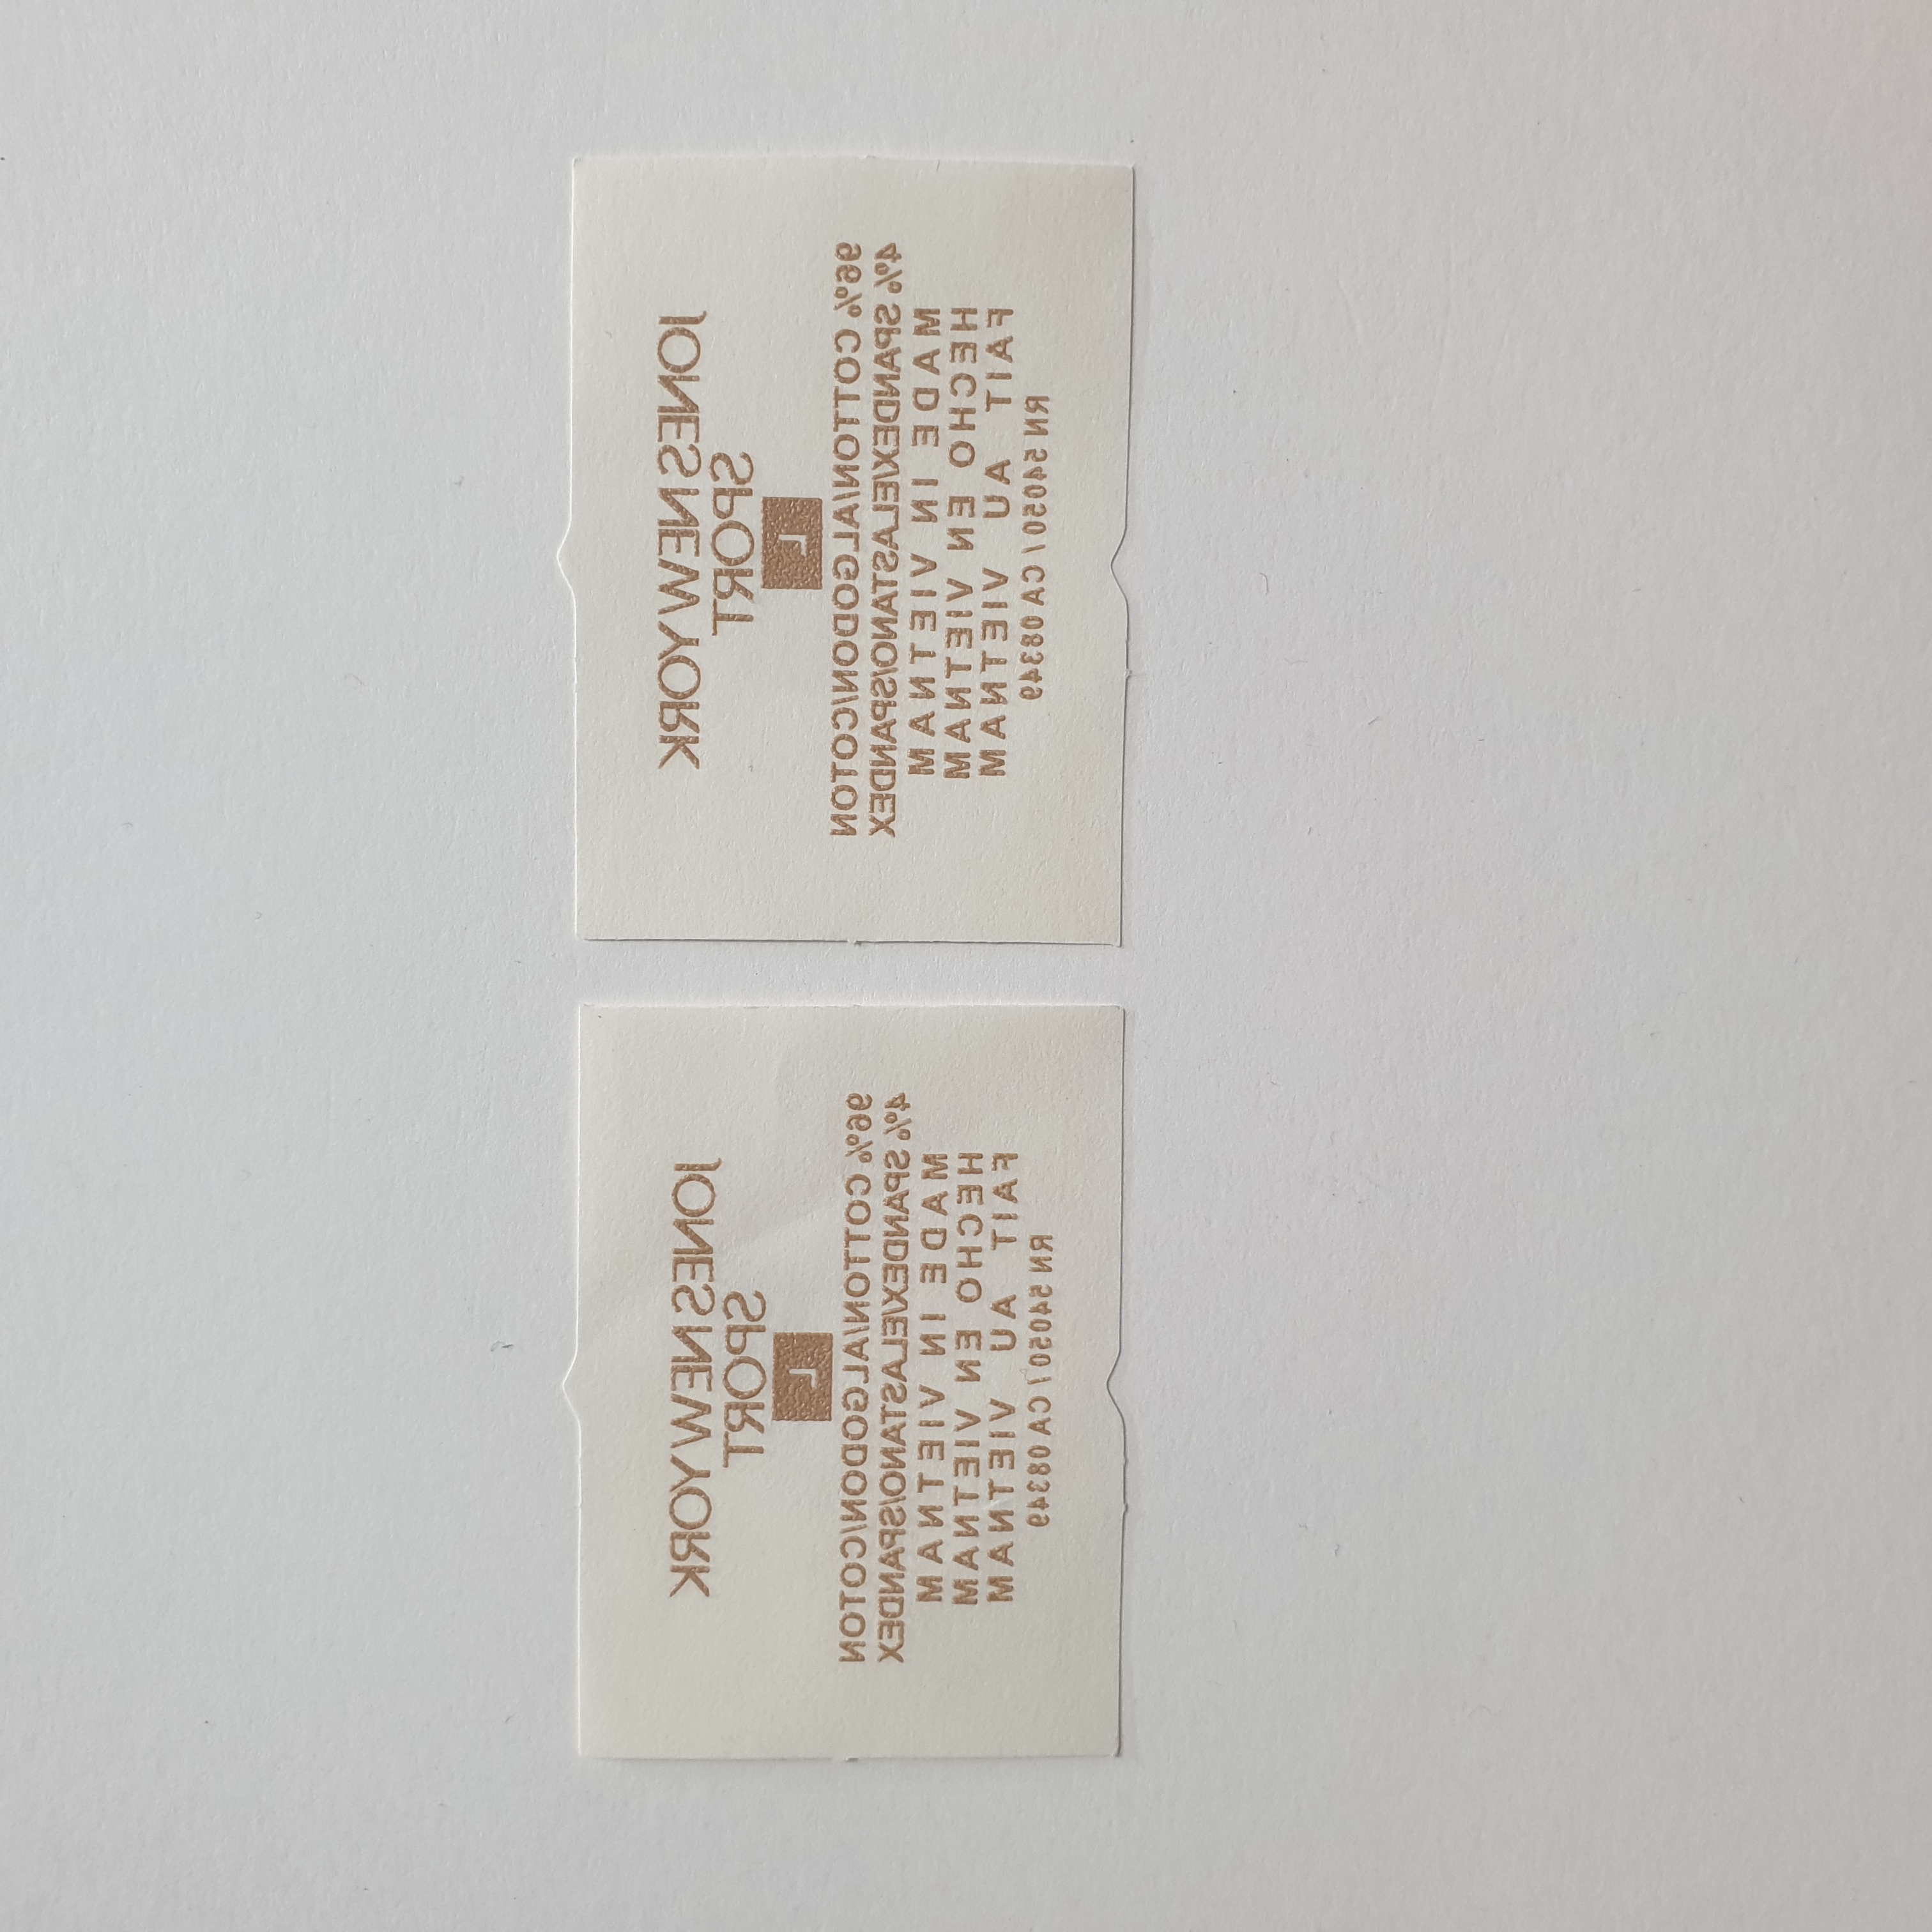 JONES NEW YORK
SPORT
L
96% COTTON/ALGODON/COTON
4% SPANDEX/ELASTANO/SPANDEX
MADE IN VIETNAM
HECHO EN VIETNAM
FAIT AU VIETNAM
RN 54050 / CA 08349
JONES NEW YORK
SPORT
L
96% COTTON/ALGODON/COTON
4% SPANDEX/ELASTANO/SPANDEX
MADE IN VIETNAM
HECHO EN VIETNAM
FAIT AU VIETNAM
RN 54050 / CA 08349